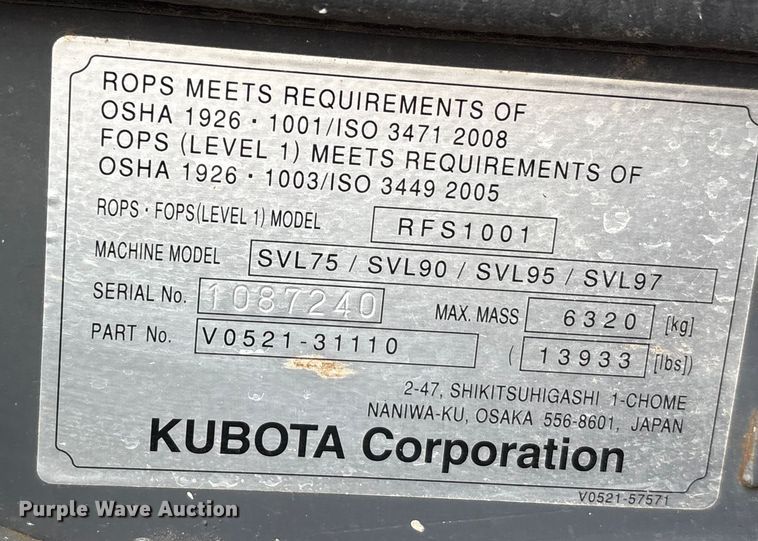 ROPS MEETS REQUIREMENTS OF
OSHA 1926・1001/ISO 3471 2008
FOPS (LEVEL 1) MEETS REQUIREMENTS OF
OSHA 1926・1003/ISO 3449 2005
ROPS・FOPS(LEVEL 1) MODEL RFS1001
MACHINE MODEL SVL75 / SVL90 / SVL95 / SVL97
SERIAL No. 1087240 MAX. MASS 6320 [kg]
PART No. V0521-31110 ( 13933 [lbs])
2-47, SHIKITSUHIGASHI 1-CHOME
NANIWA-KU, OSAKA 556-8601, JAPAN
KUBOTA Corporation
V0521-57571
Purple Wave Auction